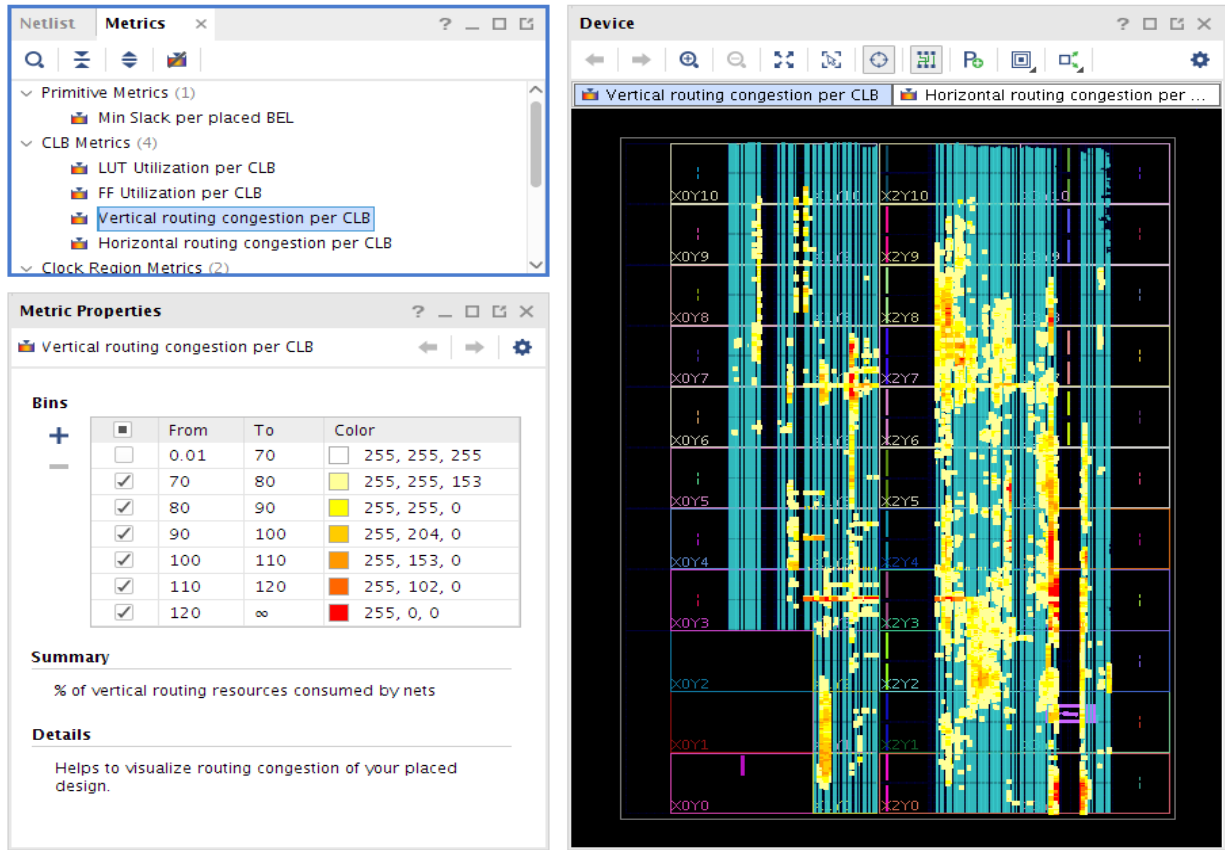 Netlist Metrics
Primitive Metrics (1)
Min Slack per placed BEL
CLB Metrics (4)
LUT Utilization per CLB
FF Utilization per CLB
Vertical routing congestion per CLB
Horizontal routing congestion per CLB
Clock Region Metrics (2)
Metric Properties
Vertical routing congestion per CLB
Bins
From To Color
0.01 70 255, 255, 255
70 80 255, 255, 153
80 90 255, 255, 0
90 100 255, 204, 0
100 110 255, 153, 0
110 120 255, 102, 0
120 ∞ 255, 0, 0
Summary
% of vertical routing resources consumed by nets
Details
Helps to visualize routing congestion of your placed
design.
Device
Vertical routing congestion per CLB Horizontal routing congestion per ...
X0Y10 X2Y10
X0Y9 X2Y9
X0Y8 X2Y8
X0Y7 X2Y7
X0Y6 X2Y6
X0Y5 X2Y5
X0Y4 X2Y4
X0Y3 X2Y3
X0Y2 X2Y2
X0Y1 X2Y1
X0Y0 X2Y0